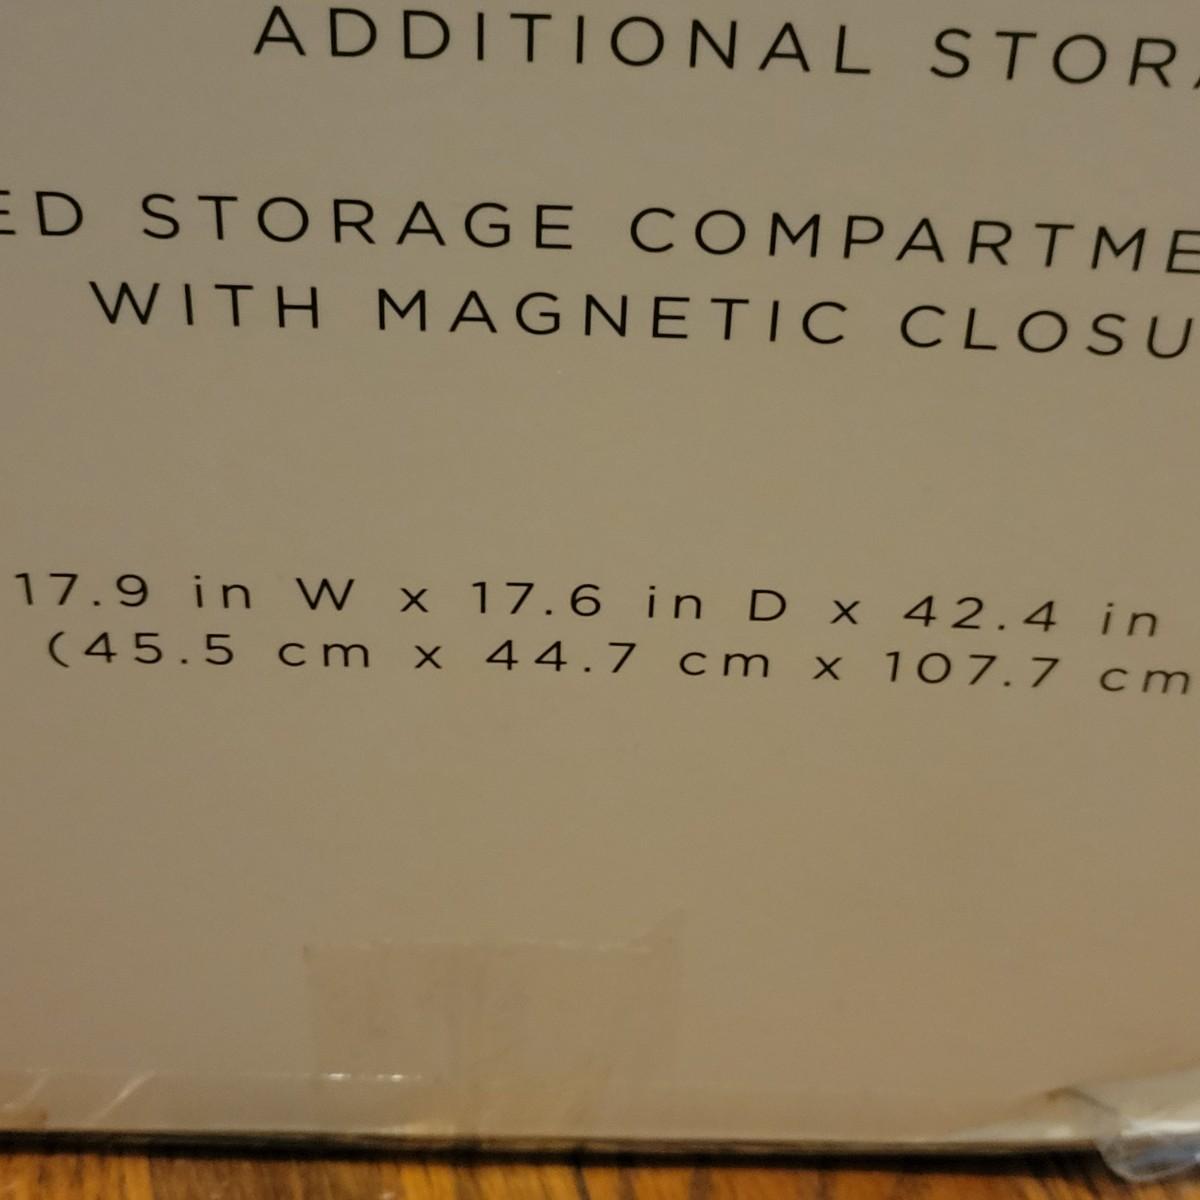 ADDITIONAL STORA
ED STORAGE COMPARTME
WITH MAGNETIC CLOSU
17.9 in W x 17.6 in D x 42.4 in
(45.5 cm x 44.7 cm x 107.7 cm